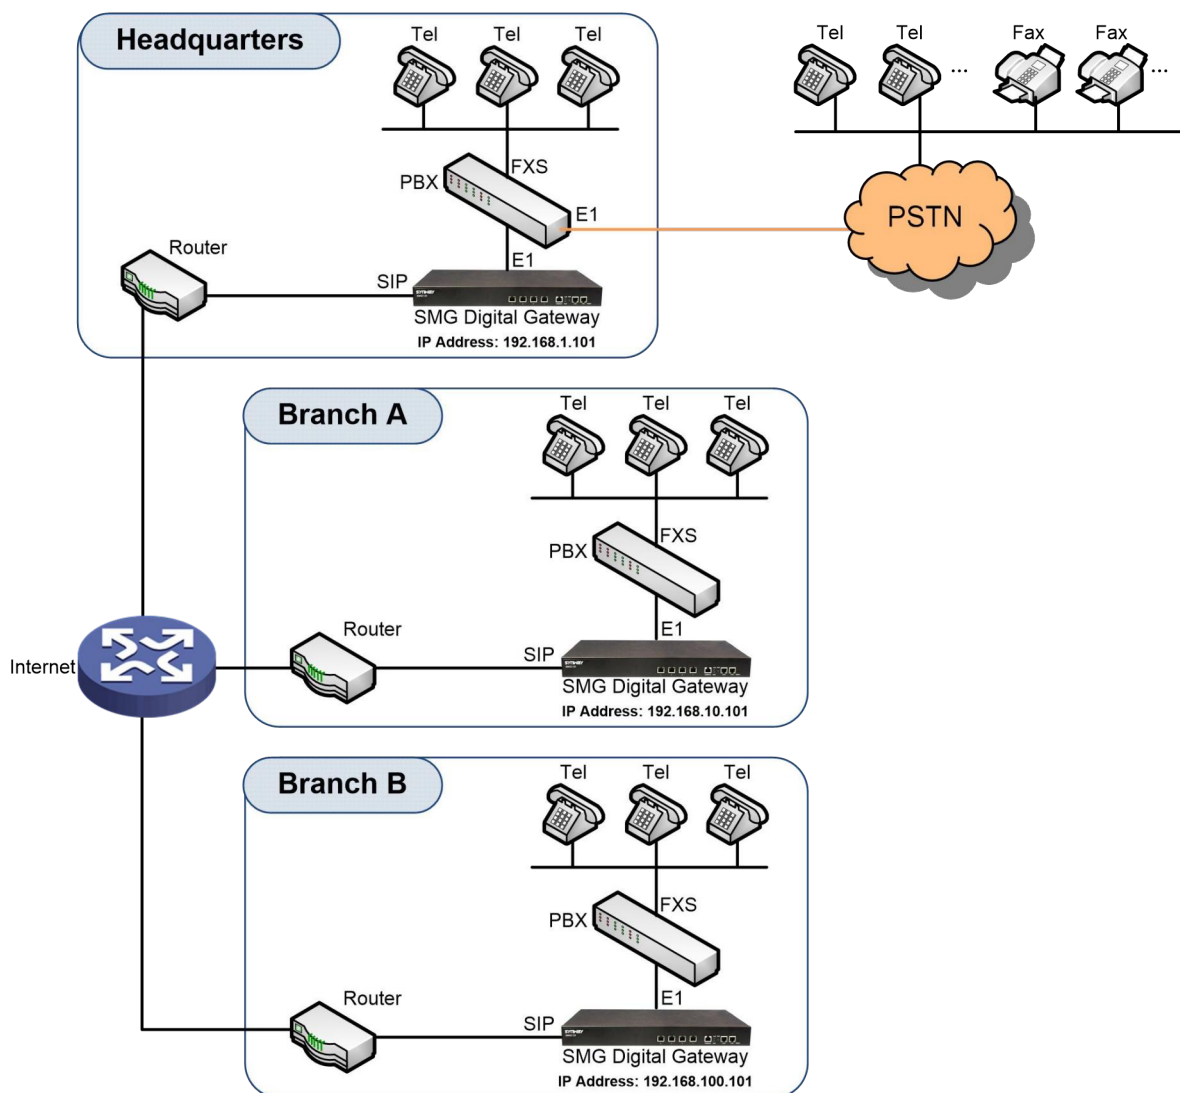 Headquarters
Tel Tel Tel
Tel Tel ... Fax Fax ...
FXS
PBX
E1
PSTN
Router
E1
SIP
SYNWAY
SMG Digital Gateway
IP Address: 192.168.1.101
Branch A
Tel Tel Tel
FXS
PBX
Router
E1
SIP
SYNWAY
Internet
SMG Digital Gateway
IP Address: 192.168.10.101
Branch B
Tel Tel Tel
FXS
PBX
Router
E1
SIP
SYNWAY
SMG Digital Gateway
IP Address: 192.168.100.101